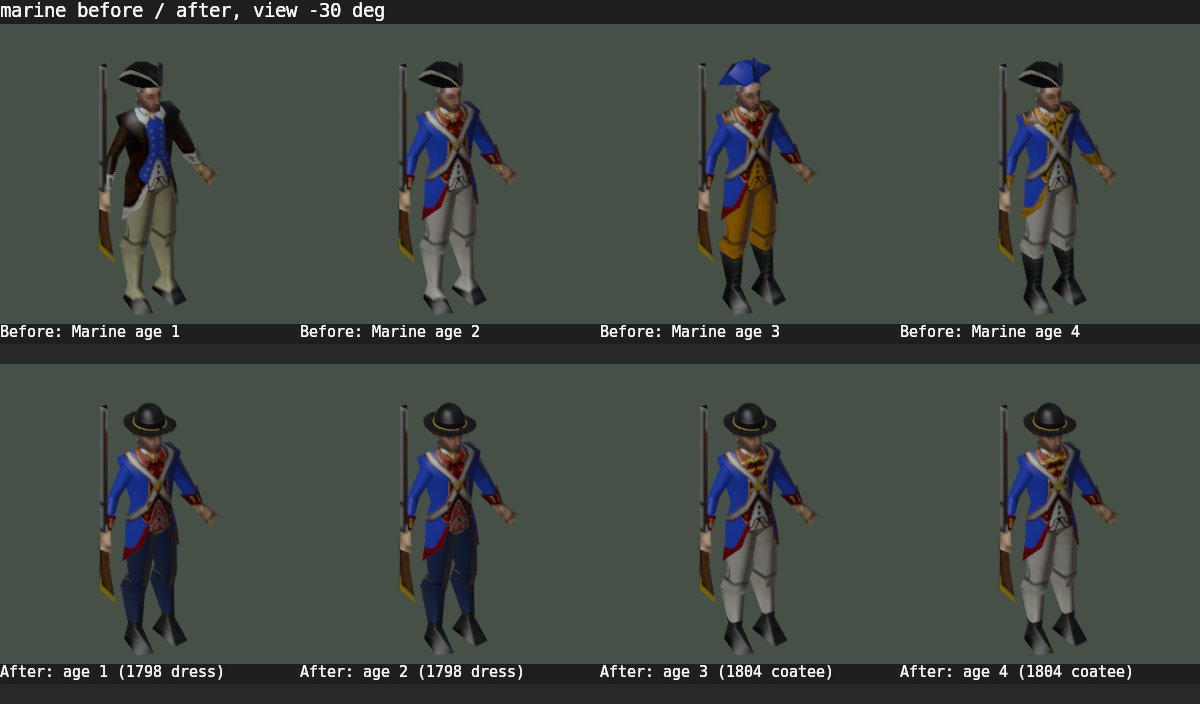 marine before / after, view -30 deg
Before: Marine age 1
Before: Marine age 2
Before: Marine age 3
Before: Marine age 4
After: age 1 (1798 dress)
After: age 2 (1798 dress)
After: age 3 (1804 coatee)
After: age 4 (1804 coatee)